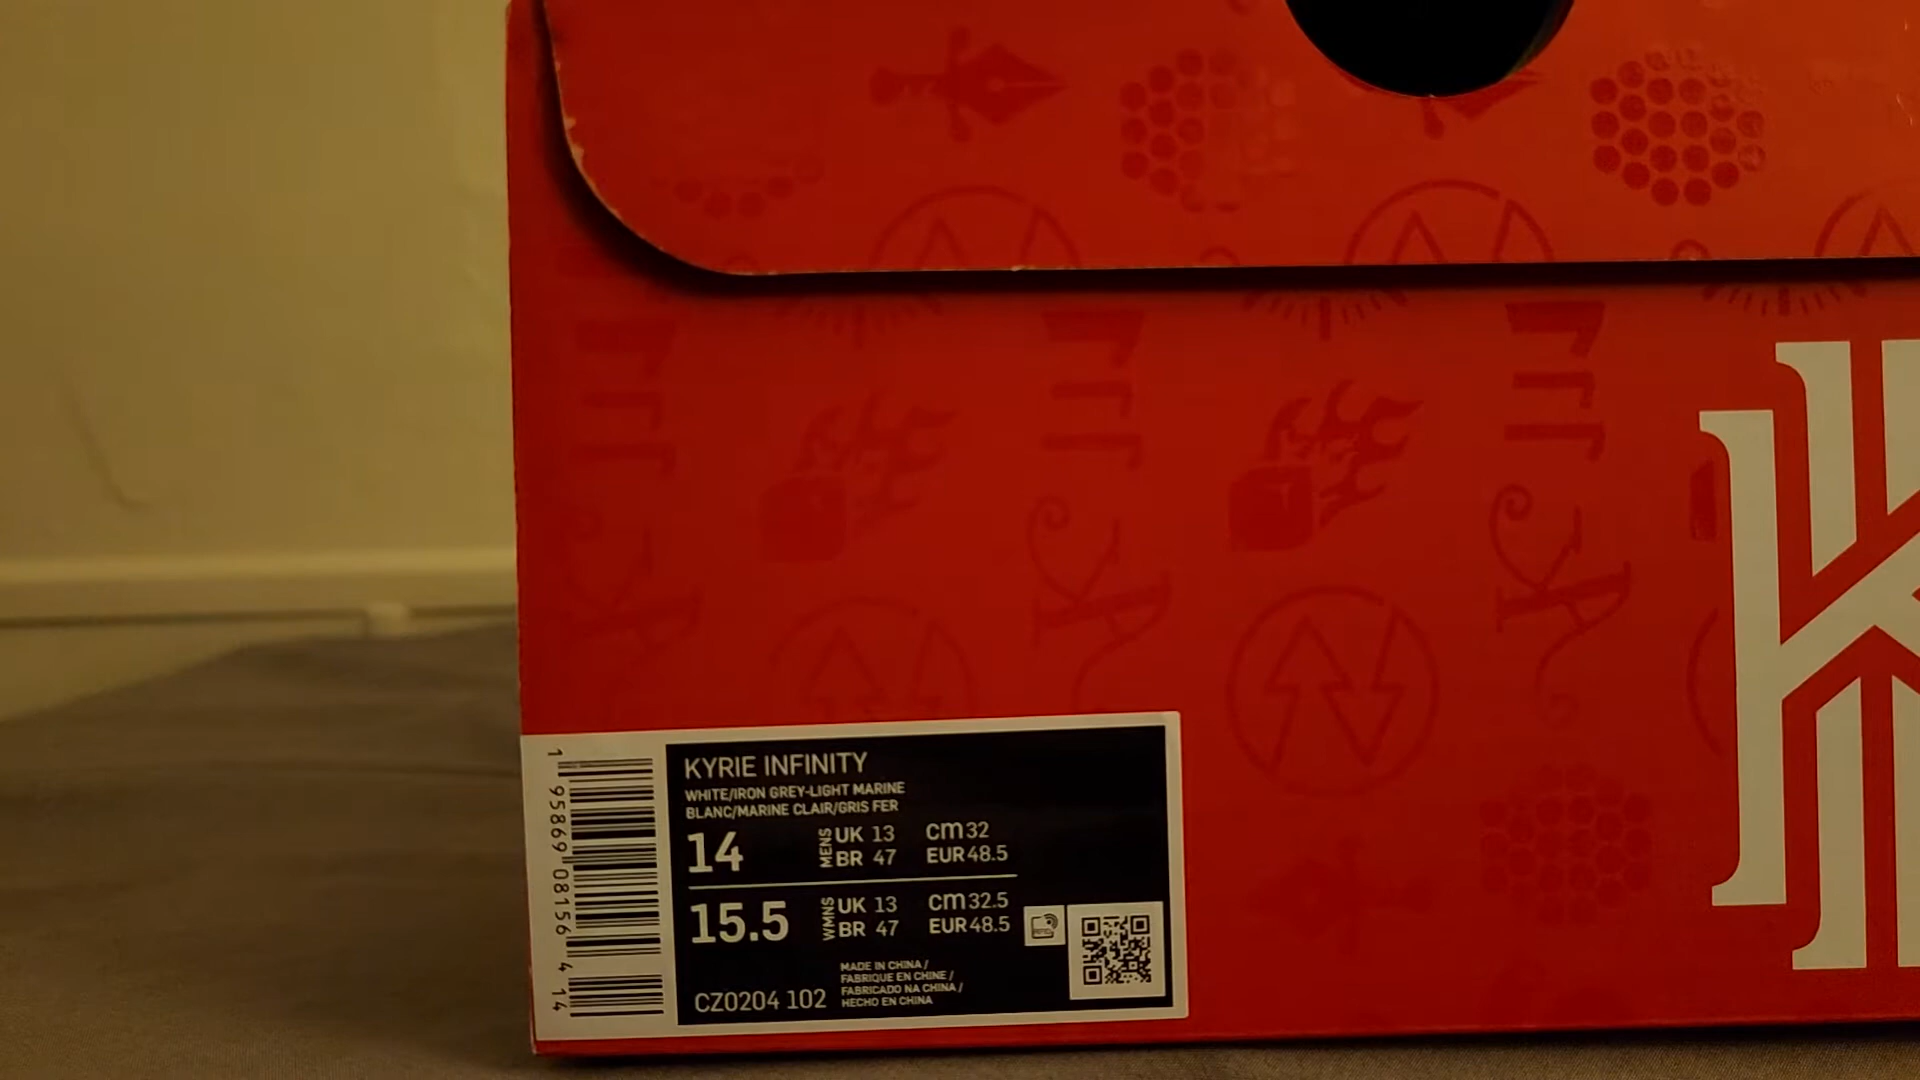 KYRIE INFINITY
WHITE/IRON GREY-LIGHT MARINE
BLANC/MARINE CLAIR/GRIS FER
14 MENS UK 13 cm 32
BR 47 EUR 48.5
15.5 WMNS UK 13 cm 32.5
BR 47 EUR 48.5
MADE IN CHINA /
FABRIQUE EN CHINE /
FABRICADO NA CHINA /
HECHO EN CHINA
CZ0204 102
1 95869 08156 4 14